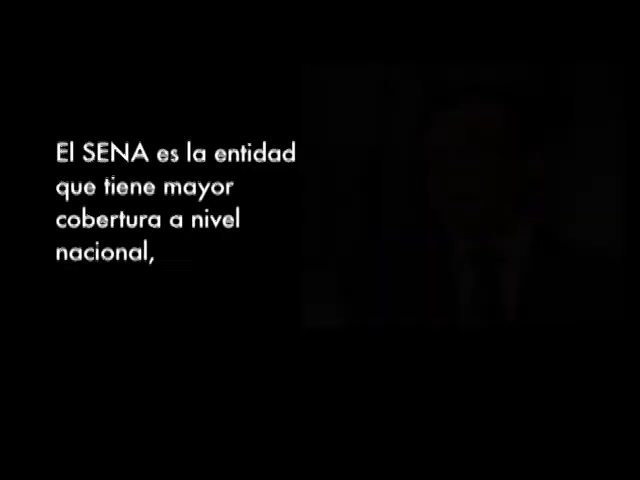 El SENA es la entidad
que tiene mayor
cobertura a nivel
nacional,